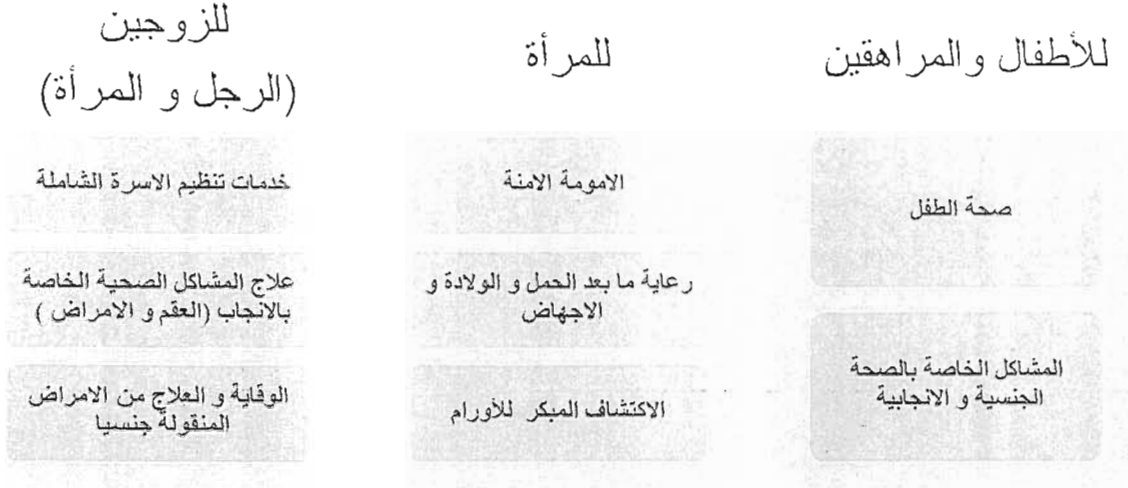 للأطفال والمراهقين
صحة الطفل
المشاكل الخاصة بالصحة
الجنسية و الانجابية
للمرأة
الامومة الامنة
رعاية ما بعد الحمل و الولادة و
الاجهاض
الاكتشاف المبكر للأورام
للزوجين
(الرجل و المرأة)
خدمات تنظيم الاسرة الشاملة
علاج المشاكل الصحية الخاصة
بالانجاب (العقم و الامراض )
الوقاية و العلاج من الامراض
المنقولة جنسيا